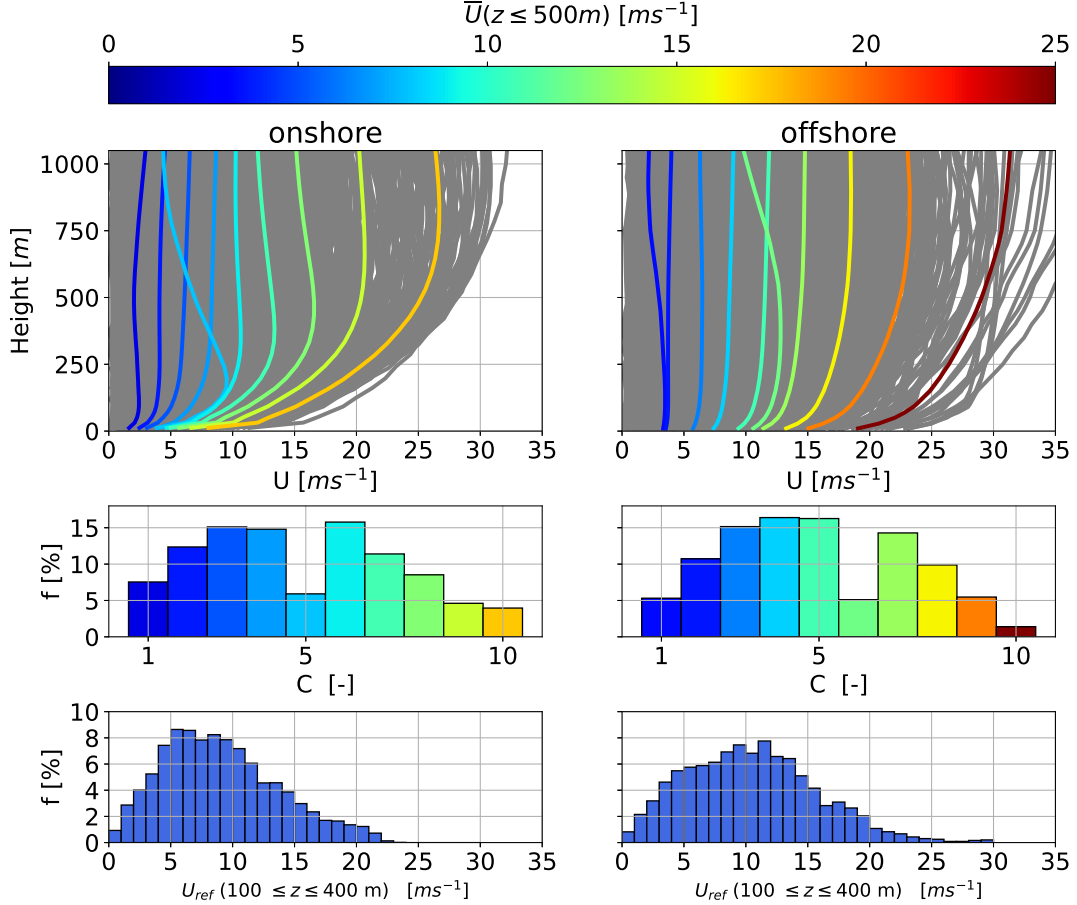 U̅(z ≤ 500m) [ms⁻¹]
0 5 10 15 20 25
onshore offshore
1000
750
500
250
0
Height [m]
0 5 10 15 20 25 30 35 0 5 10 15 20 25 30 35
U [ms⁻¹] U [ms⁻¹]
15
10
5
0
f [%]
1 5 10 1 5 10
C [-] C [-]
10
8
6
4
2
0
f [%]
0 5 10 15 20 25 30 35 0 5 10 15 20 25 30 35
U_ref (100 ≤ z ≤ 400 m) [ms⁻¹] U_ref (100 ≤ z ≤ 400 m) [ms⁻¹]